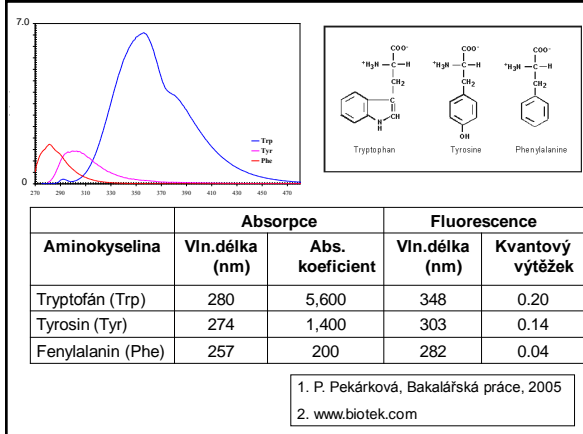 7.0
0
270 290 310 330 350 370 390 410 430 450 470
Trp
Tyr
Phe
COO-
+H3N—C—H
CH2
C
CH
NH
Tryptophan
COO-
+H3N—C—H
CH2
OH
Tyrosine
COO-
+H3N—C—H
CH2
Phenylalanine
Absorpce Fluorescence
Aminokyselina Vln.délka (nm) Abs. koeficient Vln.délka (nm) Kvantový výtěžek
Tryptofán (Trp) 280 5,600 348 0.20
Tyrosin (Tyr) 274 1,400 303 0.14
Fenylalanin (Phe) 257 200 282 0.04
1. P. Pekárková, Bakalářská práce, 2005
2. www.biotek.com